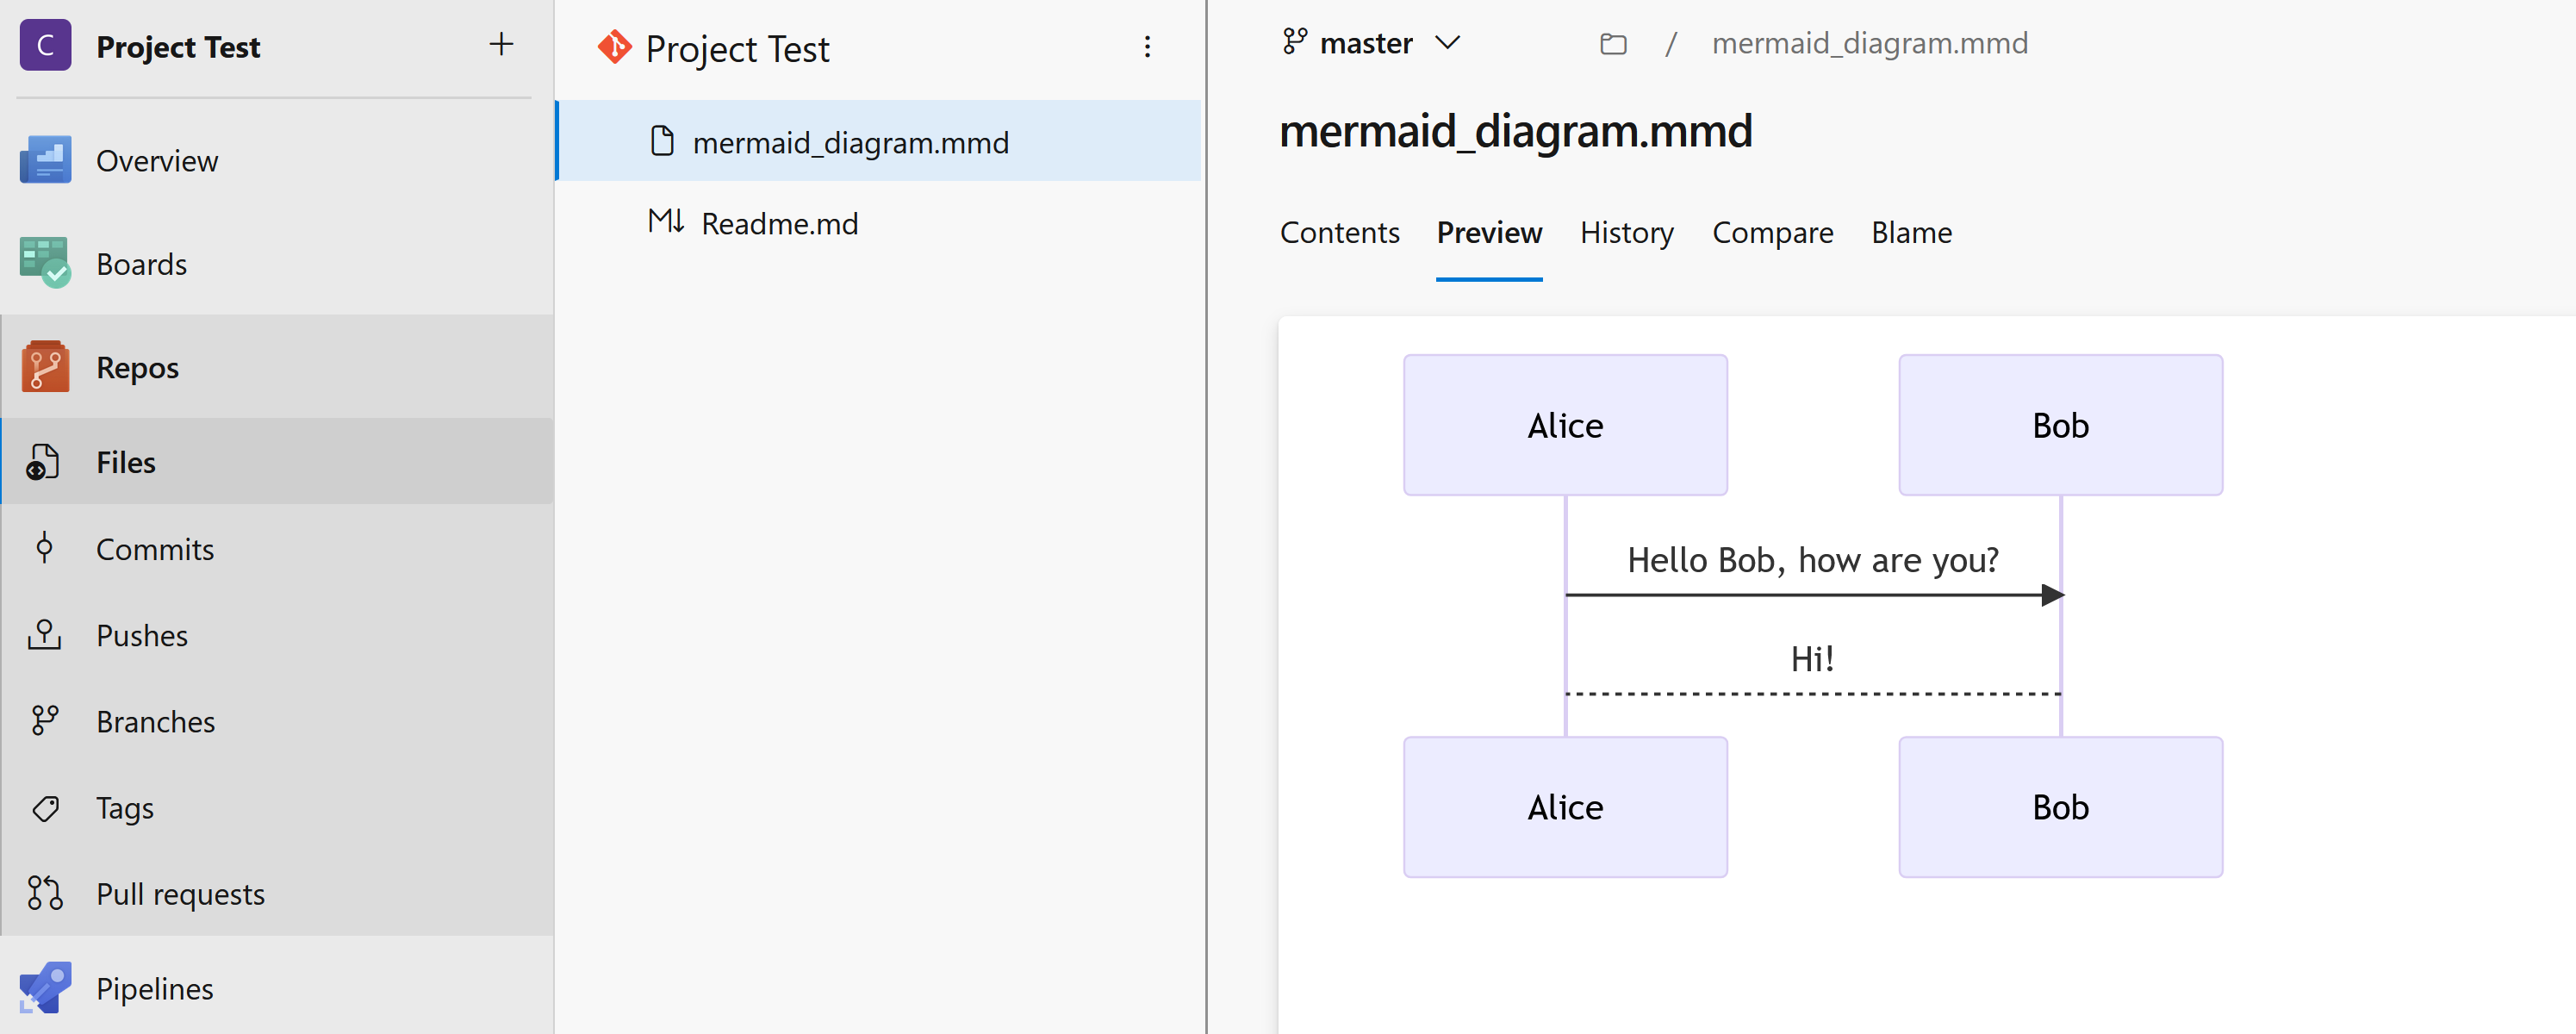 C
Project Test
Overview
Boards
Repos
Files
Commits
Pushes
Branches
Tags
Pull requests
Pipelines
Project Test
mermaid_diagram.mmd
M↓ Readme.md
master
/ mermaid_diagram.mmd
mermaid_diagram.mmd
Contents Preview History Compare Blame
Alice Bob
Hello Bob, how are you?
Hi!
Alice Bob